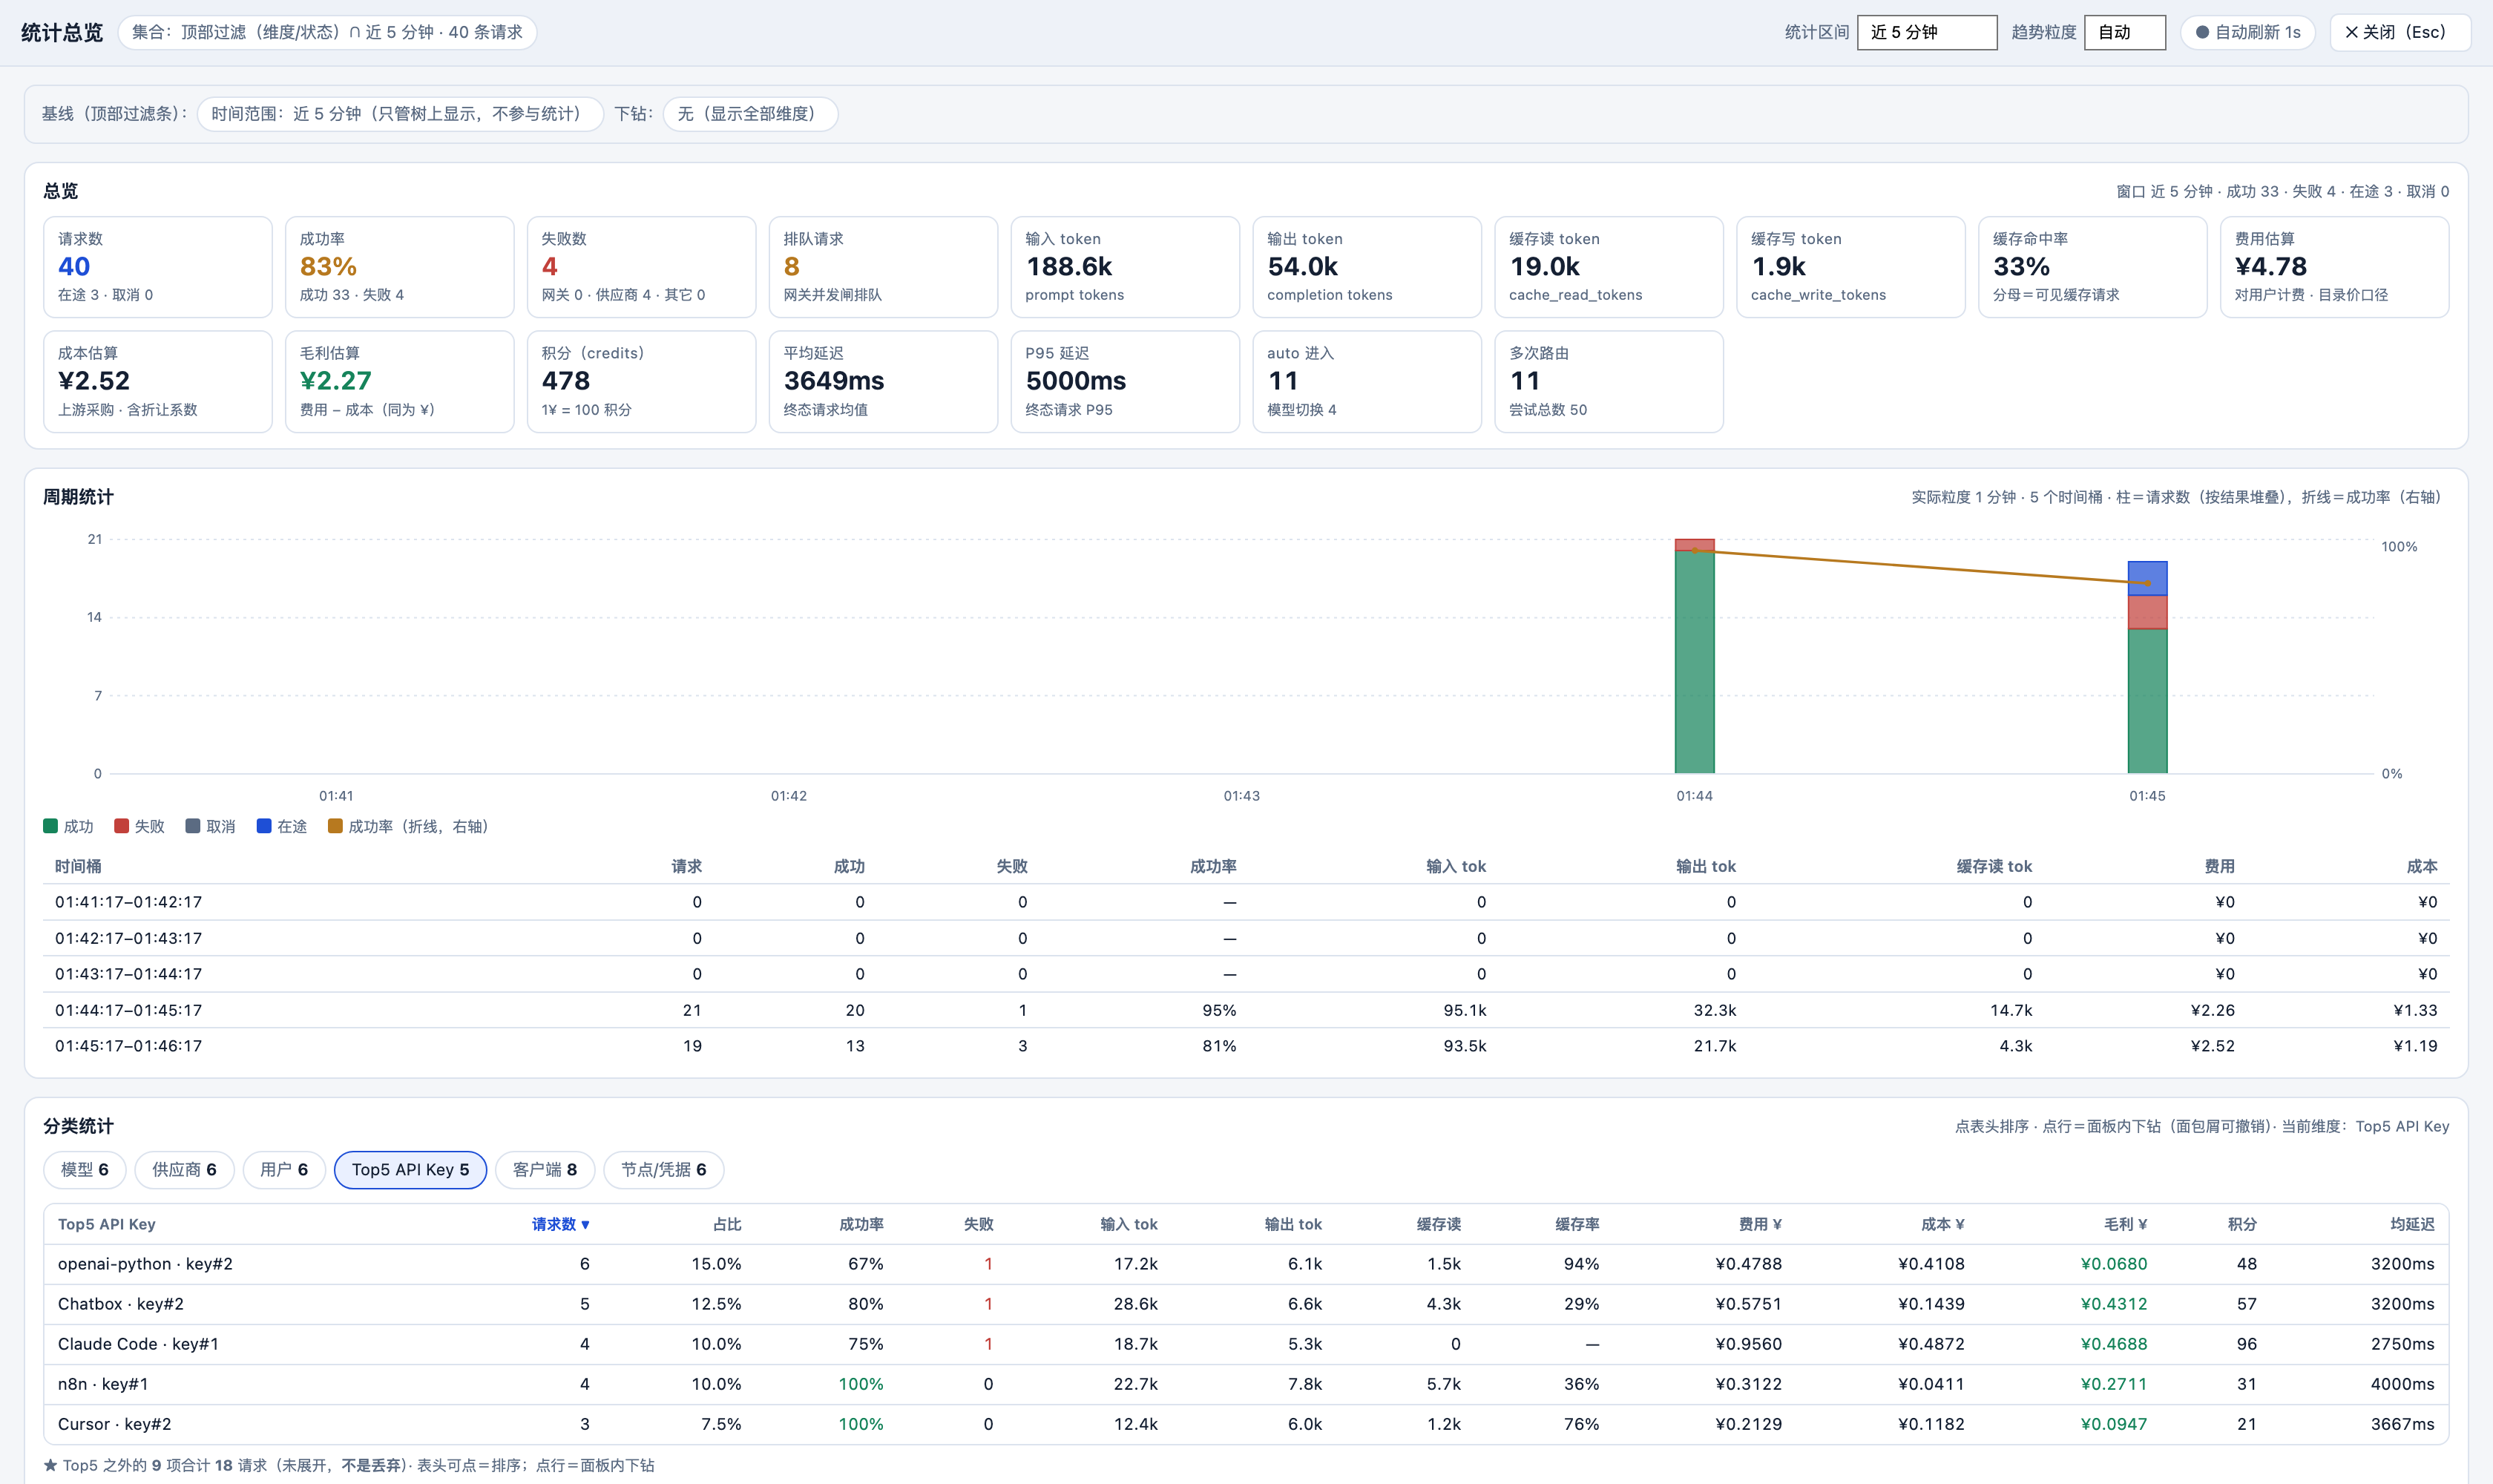 统计总览 集合：顶部过滤（维度/状态）∩ 近 5 分钟 · 40 条请求 统计区间 近 5 分钟 趋势粒度 自动 自动刷新 1s ✕ 关闭（Esc）
基线（顶部过滤条）： 时间范围：近 5 分钟（只管树上显示，不参与统计） 下钻： 无（显示全部维度）
总览 窗口 近 5 分钟 · 成功 33 · 失败 4 · 在途 3 · 取消 0
请求数 成功率 失败数 排队请求 输入 token 输出 token 缓存读 token 缓存写 token 缓存命中率 费用估算
40 83% 4 8 188.6k 54.0k 19.0k 1.9k 33% ¥4.78
在途 3 · 取消 0 成功 33 · 失败 4 网关 0 · 供应商 4 · 其它 0 网关并发闸排队 prompt tokens completion tokens cache_read_tokens cache_write_tokens 分母＝可见缓存请求 对用户计费 · 目录价口径
成本估算 毛利估算 积分（credits） 平均延迟 P95 延迟 auto 进入 多次路由
¥2.52 ¥2.27 478 3649ms 5000ms 11 11
上游采购 · 含折让系数 费用 − 成本（同为 ¥） 1¥ = 100 积分 终态请求均值 终态请求 P95 模型切换 4 尝试总数 50
周期统计 实际粒度 1 分钟 · 5 个时间桶 · 柱＝请求数（按结果堆叠），折线＝成功率（右轴）
21 100%
14
7
0 0%
01:41 01:42 01:43 01:44 01:45
成功 失败 取消 在途 成功率（折线，右轴）
时间桶 请求 成功 失败 成功率 输入 tok 输出 tok 缓存读 tok 费用 成本
01:41:17–01:42:17 0 0 0 — 0 0 0 ¥0 ¥0
01:42:17–01:43:17 0 0 0 — 0 0 0 ¥0 ¥0
01:43:17–01:44:17 0 0 0 — 0 0 0 ¥0 ¥0
01:44:17–01:45:17 21 20 1 95% 95.1k 32.3k 14.7k ¥2.26 ¥1.33
01:45:17–01:46:17 19 13 3 81% 93.5k 21.7k 4.3k ¥2.52 ¥1.19
分类统计 点表头排序 · 点行＝面板内下钻（面包屑可撤销）· 当前维度：Top5 API Key
模型 6 供应商 6 用户 6 Top5 API Key 5 客户端 8 节点/凭据 6
Top5 API Key 请求数 ▼ 占比 成功率 失败 输入 tok 输出 tok 缓存读 缓存率 费用 ¥ 成本 ¥ 毛利 ¥ 积分 均延迟
openai-python · key#2 6 15.0% 67% 1 17.2k 6.1k 1.5k 94% ¥0.4788 ¥0.4108 ¥0.0680 48 3200ms
Chatbox · key#2 5 12.5% 80% 1 28.6k 6.6k 4.3k 29% ¥0.5751 ¥0.1439 ¥0.4312 57 3200ms
Claude Code · key#1 4 10.0% 75% 1 18.7k 5.3k 0 — ¥0.9560 ¥0.4872 ¥0.4688 96 2750ms
n8n · key#1 4 10.0% 100% 0 22.7k 7.8k 5.7k 36% ¥0.3122 ¥0.0411 ¥0.2711 31 4000ms
Cursor · key#2 3 7.5% 100% 0 12.4k 6.0k 1.2k 76% ¥0.2129 ¥0.1182 ¥0.0947 21 3667ms
★ Top5 之外的 9 项合计 18 请求（未展开，不是丢弃）· 表头可点＝排序；点行＝面板内下钻